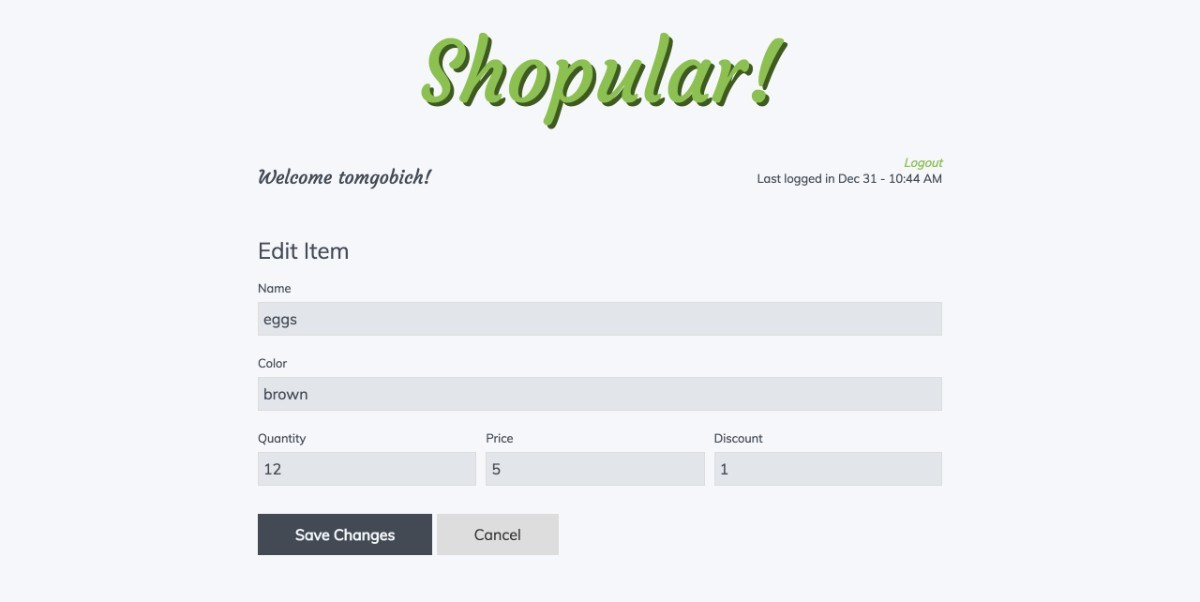 Shopular!
Welcome tomgobich!
Logout
Last logged in Dec 31 - 10:44 AM
Edit Item
Name
eggs
Color
brown
Quantity Price Discount
12 5 1
Save Changes Cancel